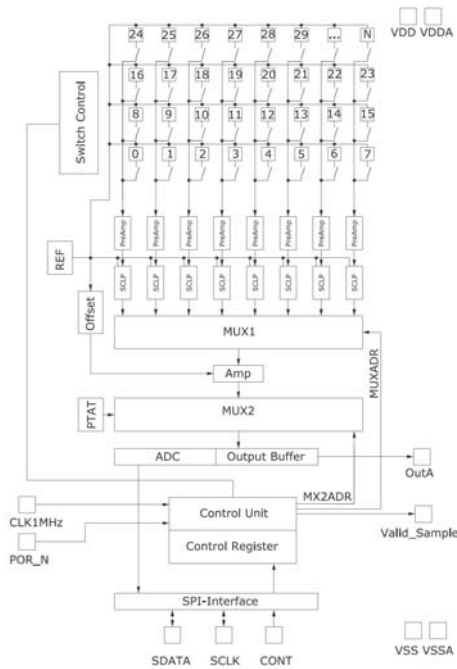 24 25 26 27 28 29 ... N
VDD VDDA
16 17 18 19 20 21 22 23
Switch Control
8 9 10 11 12 13 14 15
0 1 2 3 4 5 6 7
PreAmp PreAmp PreAmp PreAmp PreAmp PreAmp PreAmp PreAmp
REF
SCLP SCLP SCLP SCLP SCLP SCLP SCLP SCLP
Offset
MUX1
MUXADR
Amp
PTAT
MUX2
ADC Output Buffer
OutA
MX2ADR
CLK1MHz
Control Unit
Valid_Sample
POR_N
Control Register
SPI-Interface
SDATA SCLK CONT
VSS VSSA